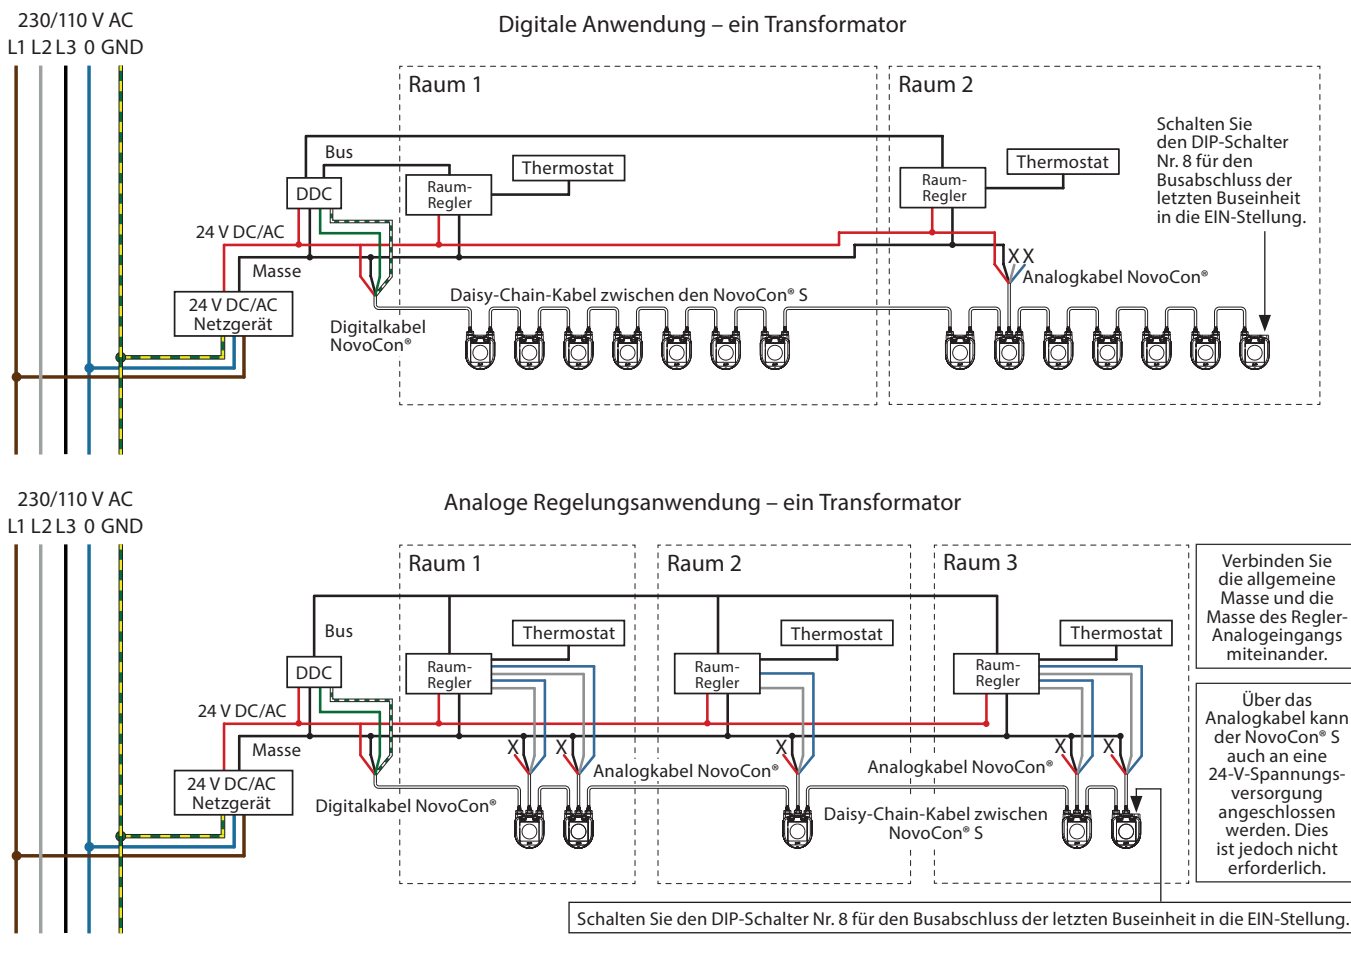 230/110 V AC
L1 L2 L3 0 GND
Digitale Anwendung – ein Transformator
Raum 1
Raum 2
Schalten Sie
den DIP-Schalter
Nr. 8 für den
Busabschluss der
letzten Buseinheit
in die EIN-Stellung.
Bus
Thermostat
Thermostat
DDC
Raum-
Regler
Raum-
Regler
24 V DC/AC
Masse
X X
Analogkabel NovoCon®
24 V DC/AC
Netzgerät
Daisy-Chain-Kabel zwischen den NovoCon® S
Digitalkabel
NovoCon®
230/110 V AC
L1 L2 L3 0 GND
Analoge Regelungsanwendung – ein Transformator
Raum 1
Raum 2
Raum 3
Verbinden Sie
die allgemeine
Masse und die
Masse des Regler-
Analogeingangs
miteinander.
Bus
Thermostat
Thermostat
Thermostat
DDC
Raum-
Regler
Raum-
Regler
Raum-
Regler
24 V DC/AC
Masse
X
X
X
X
X
Analogkabel NovoCon®
Analogkabel NovoCon®
24 V DC/AC
Netzgerät
Digitalkabel NovoCon®
Daisy-Chain-Kabel zwischen
NovoCon® S
Über das
Analogkabel kann
der NovoCon® S
auch an eine
24-V-Spannungs-
versorgung
angeschlossen
werden. Dies
ist jedoch nicht
erforderlich.
Schalten Sie den DIP-Schalter Nr. 8 für den Busabschluss der letzten Buseinheit in die EIN-Stellung.